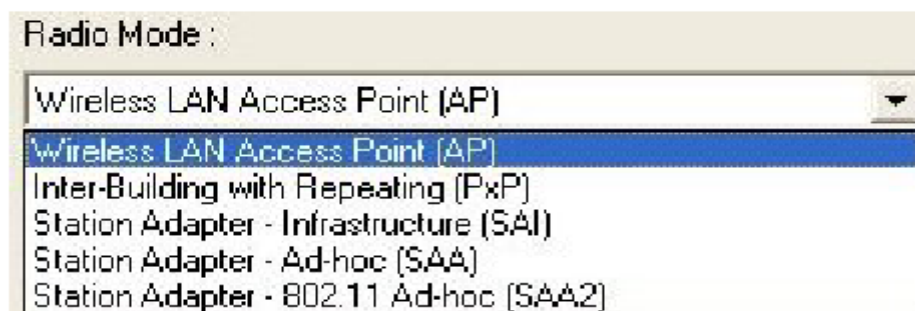 Radio Mode :
Wireless LAN Access Point (AP)
Wireless LAN Access Point (AP)
Inter-Building with Repeating (PxP)
Station Adapter - Infrastructure (SAI)
Station Adapter - Ad-hoc (SAA)
Station Adapter - 802.11 Ad-hoc (SAA2)